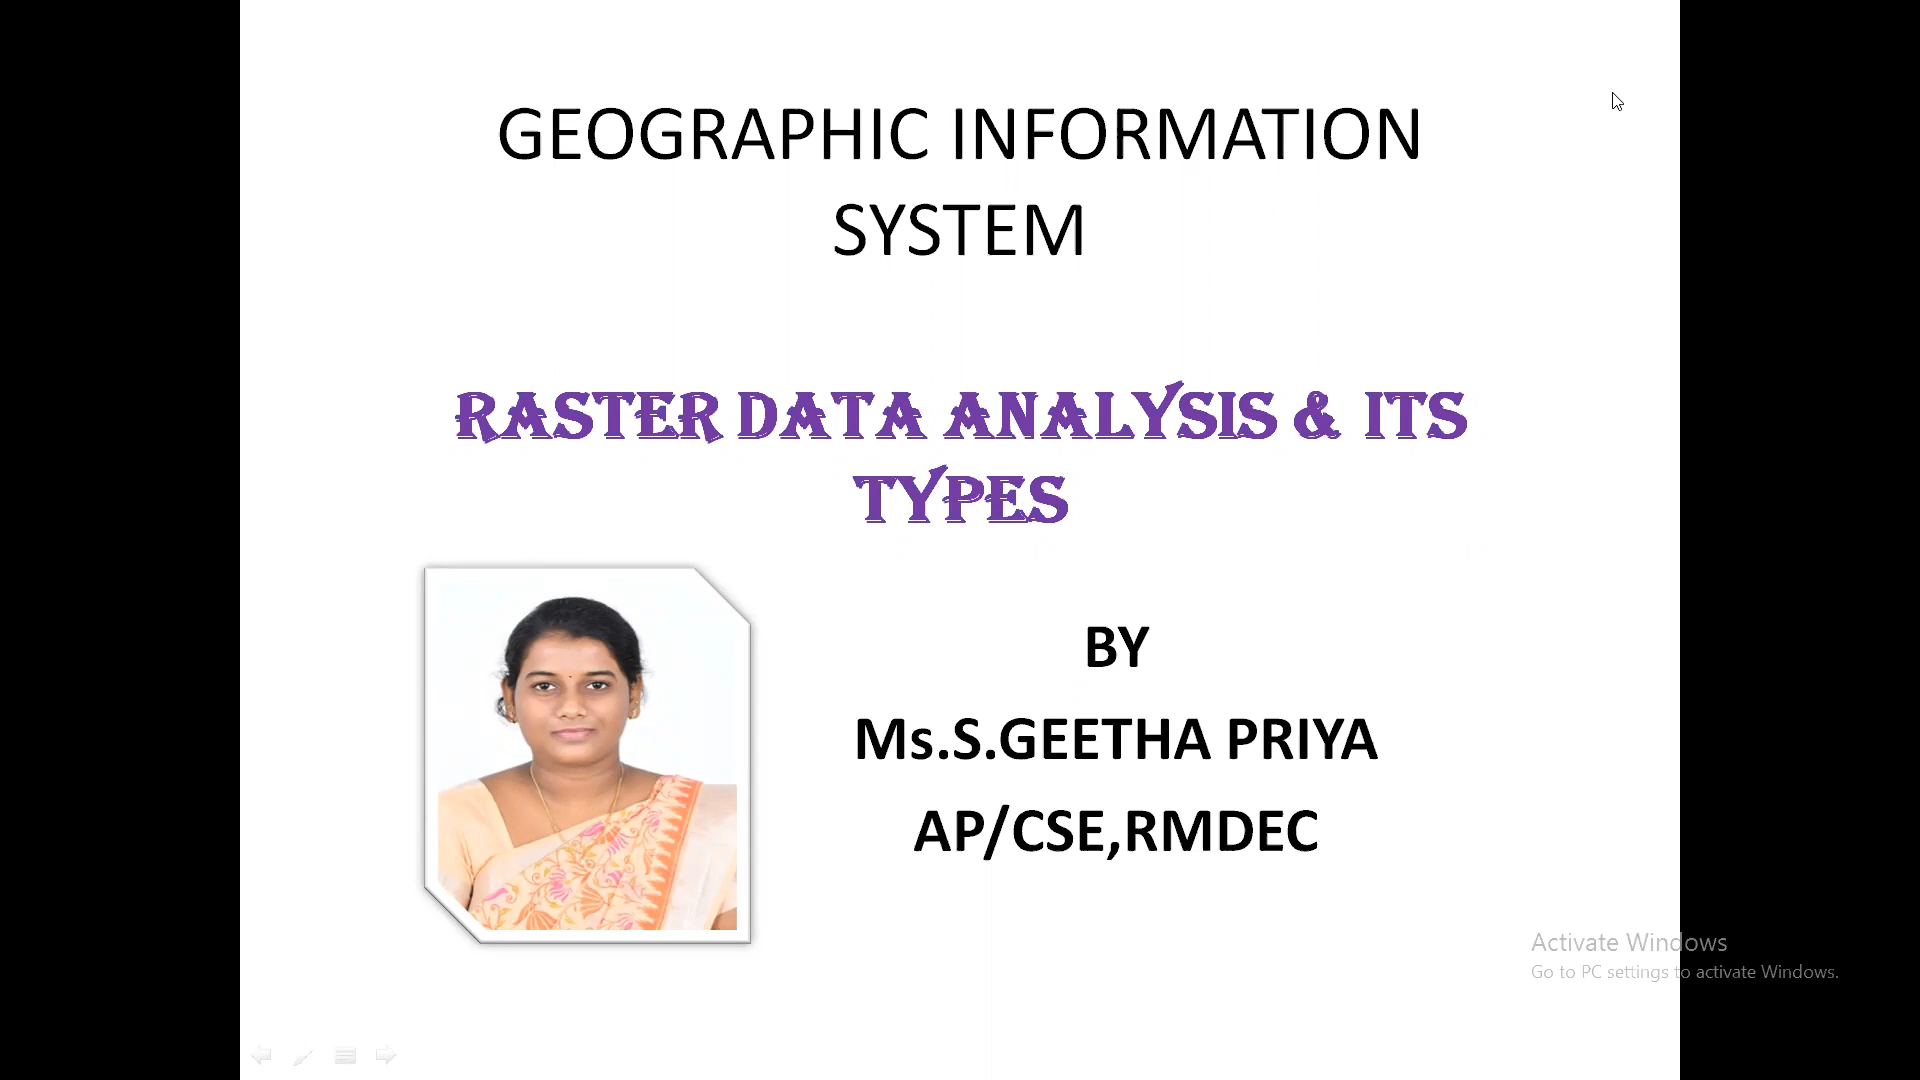 GEOGRAPHIC INFORMATION
SYSTEM
RASTER DATA ANALYSIS & ITS
TYPES
BY
Ms.S.GEETHA PRIYA
AP/CSE,RMDEC
Activate Windows
Go to PC settings to activate Windows.